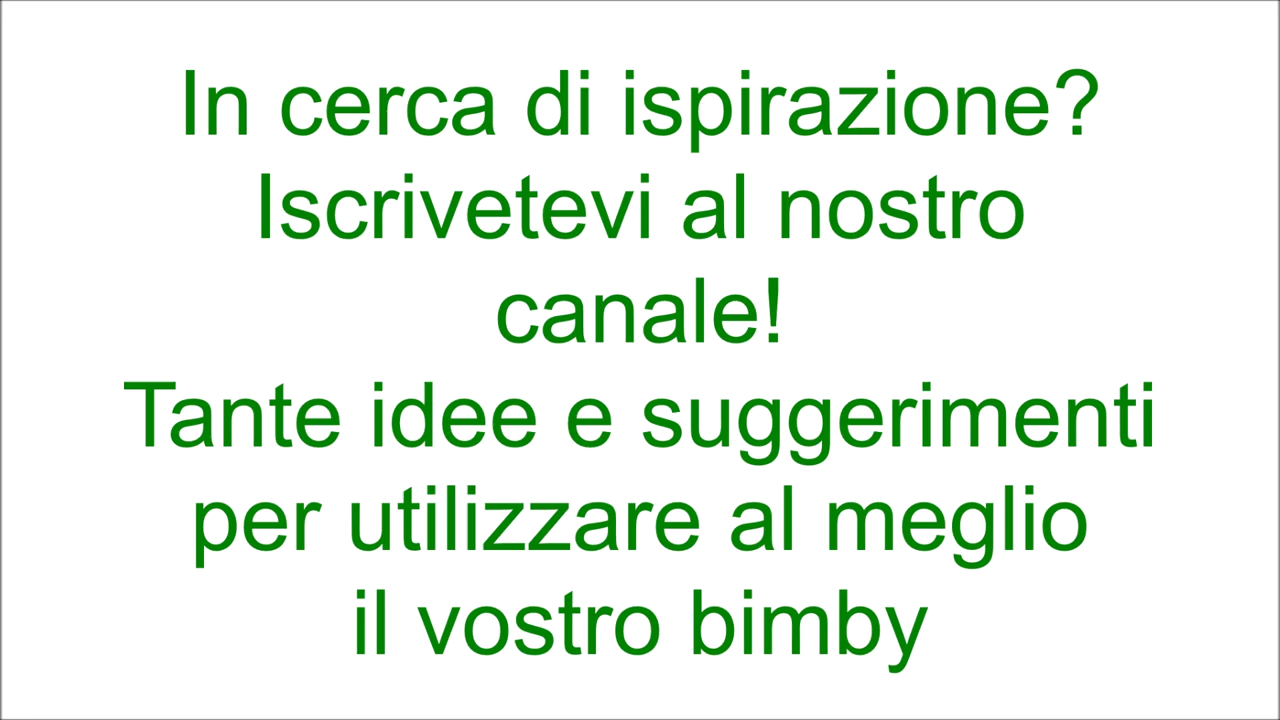 In cerca di ispirazione?
Iscrivetevi al nostro
canale!
Tante idee e suggerimenti
per utilizzare al meglio
il vostro bimby